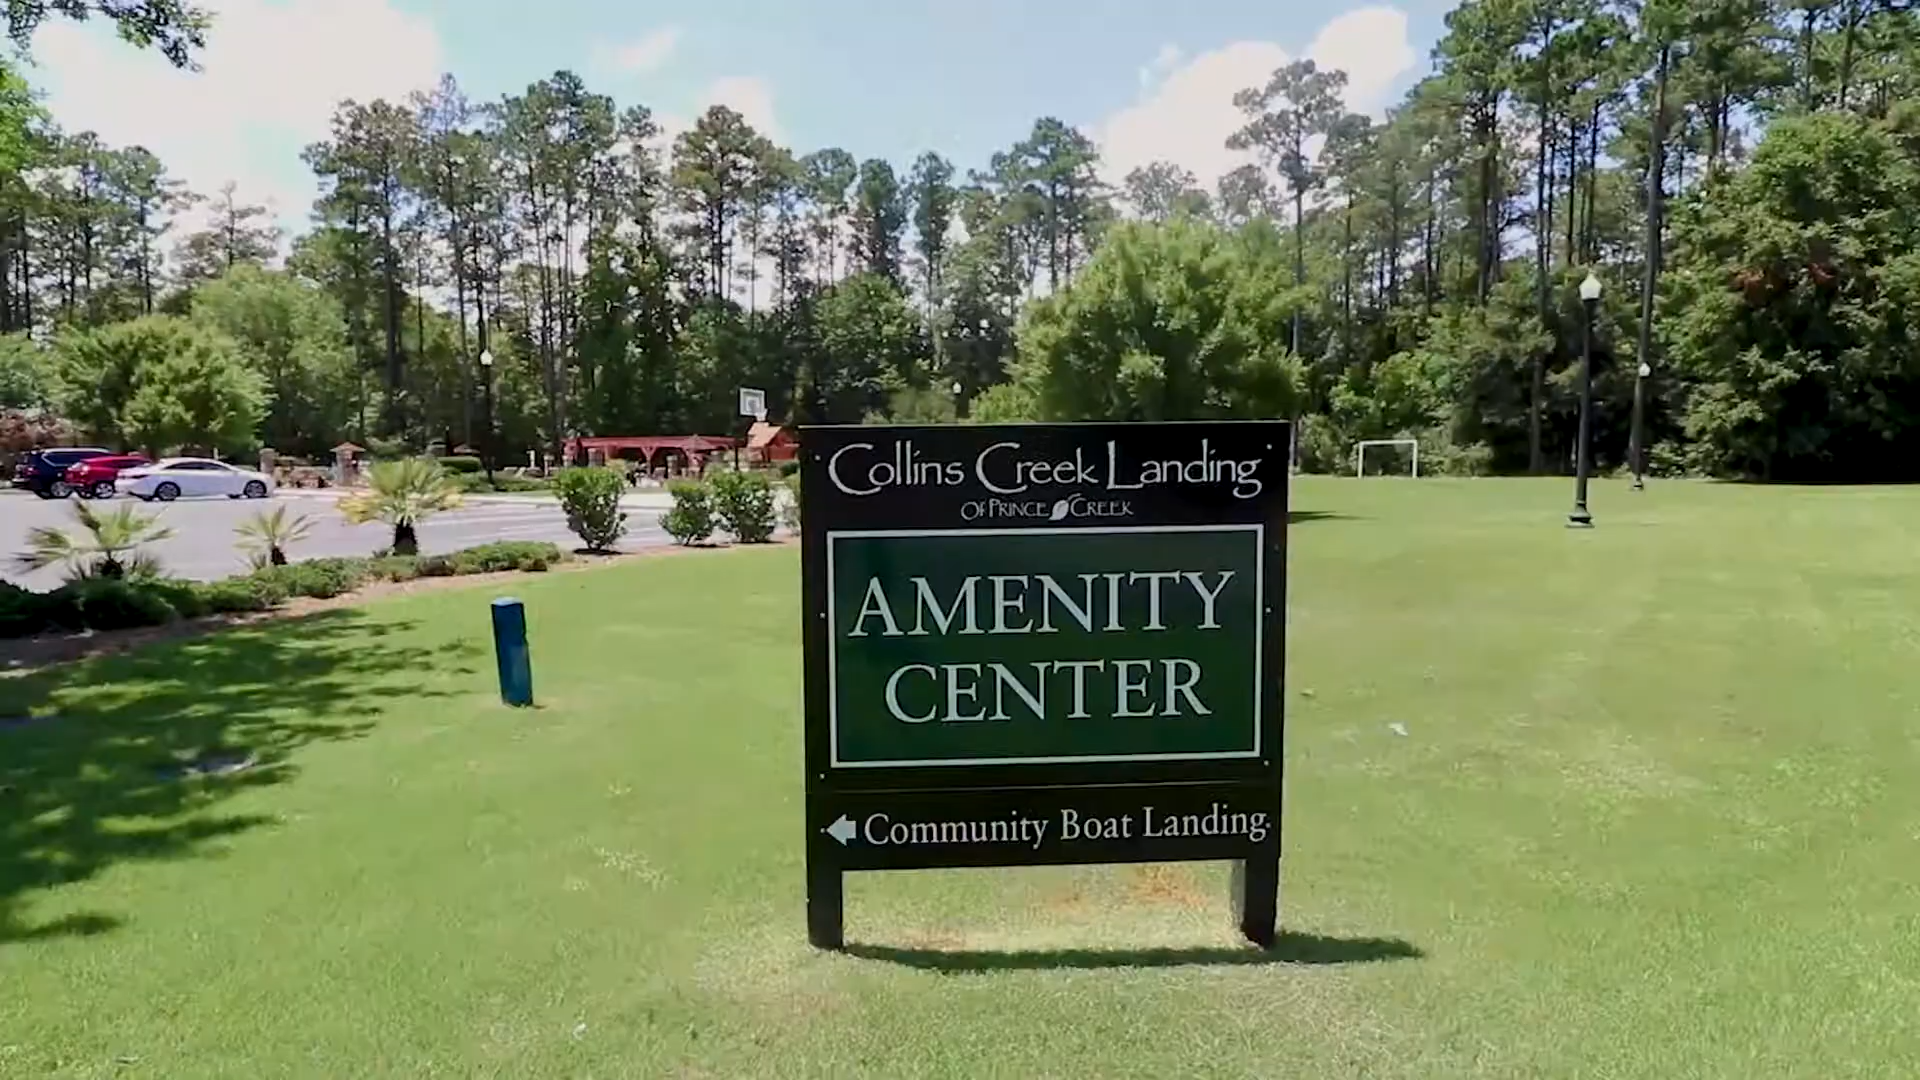 Collins Creek Landing
Of Prince Creek
AMENITY
CENTER
Community Boat Landing